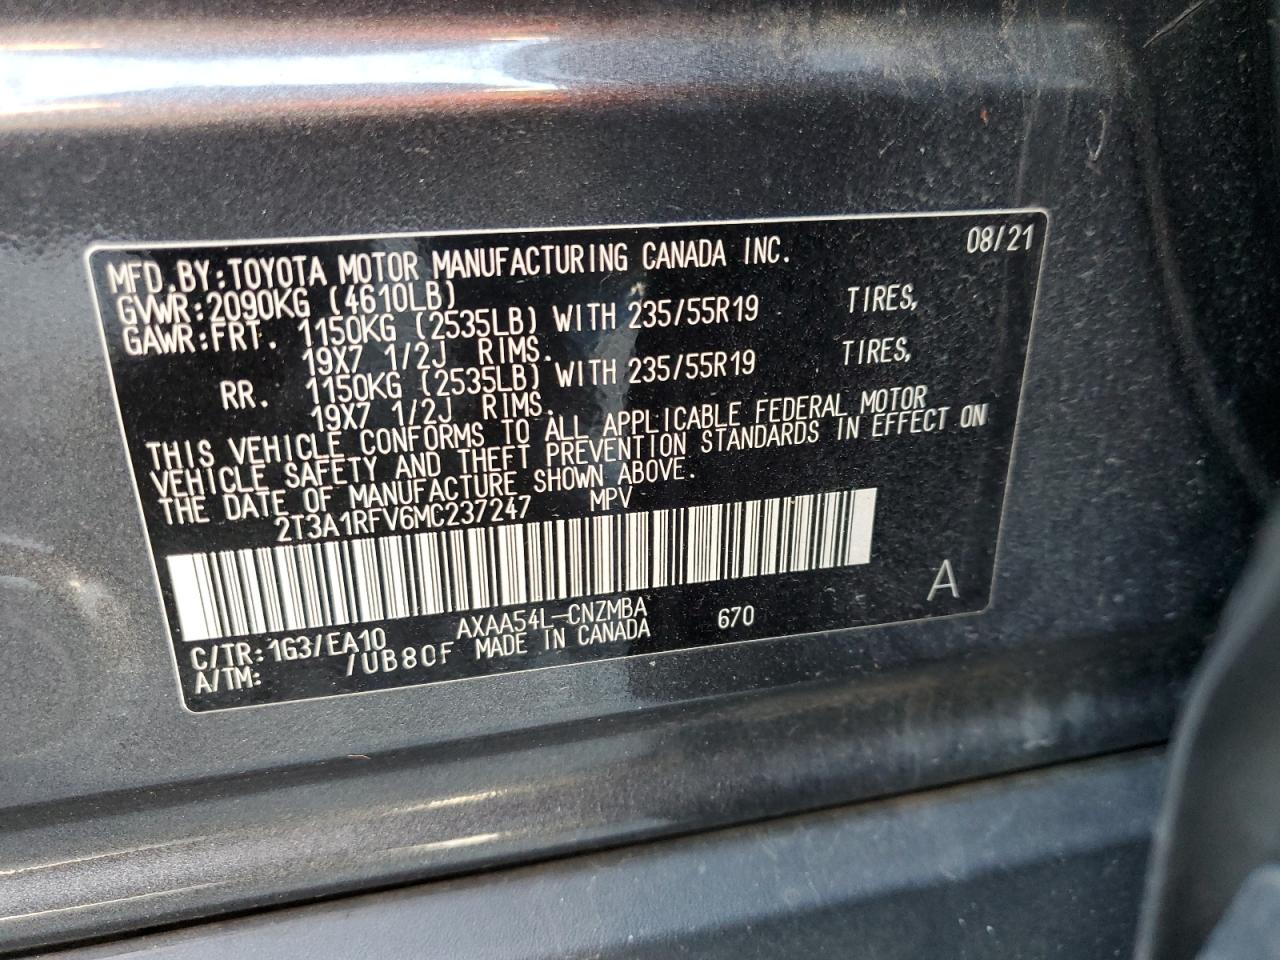 MFD.BY:TOYOTA MOTOR MANUFACTURING CANADA INC. 08/21
GVWR:2090KG (4610LB)
GAWR:FRT. 1150KG (2535LB) WITH 235/55R19 TIRES,
19X7 1/2J RIMS.
RR. 1150KG (2535LB) WITH 235/55R19 TIRES,
19X7 1/2J RIMS.
THIS VEHICLE CONFORMS TO ALL APPLICABLE FEDERAL MOTOR
VEHICLE SAFETY AND THEFT PREVENTION STANDARDS IN EFFECT ON
THE DATE OF MANUFACTURE SHOWN ABOVE.
2T3A1RFV6MC237247 MPV
C/TR:1G3/EA10 AXAA54L-CNZMBA 670 A
A/TM: /UB80F MADE IN CANADA